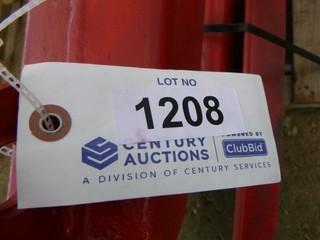 LOT NO
1208
CENTURY AUCTIONS
POWERED BY
ClubBid
A DIVISION OF CENTURY SERVICES